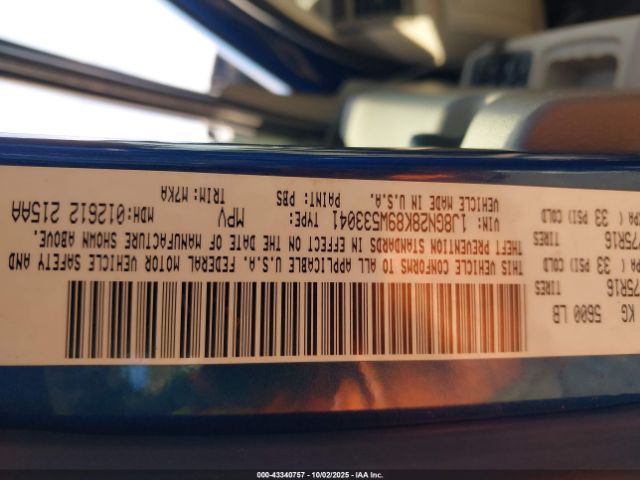 KG 5600 LB
75R16 TIRES
PA ( 33 PSI) COLD
75R16 TIRES
( 33 PSI) COLD
THIS VEHICLE CONFORMS TO ALL APPLICABLE U.S.A. FEDERAL MOTOR VEHICLE SAFETY AND
THEFT PREVENTION STANDARDS IN EFFECT ON THE DATE OF MANUFACTURE SHOWN ABOVE.
VIN: 1J8GN28K89W533041 TYPE: MPV MDH:012612 215AA
VEHICLE MADE IN U.S.A. PAINT: PBS TRIM: M7KA
000-43340757 - 10/02/2025 - IAA Inc.